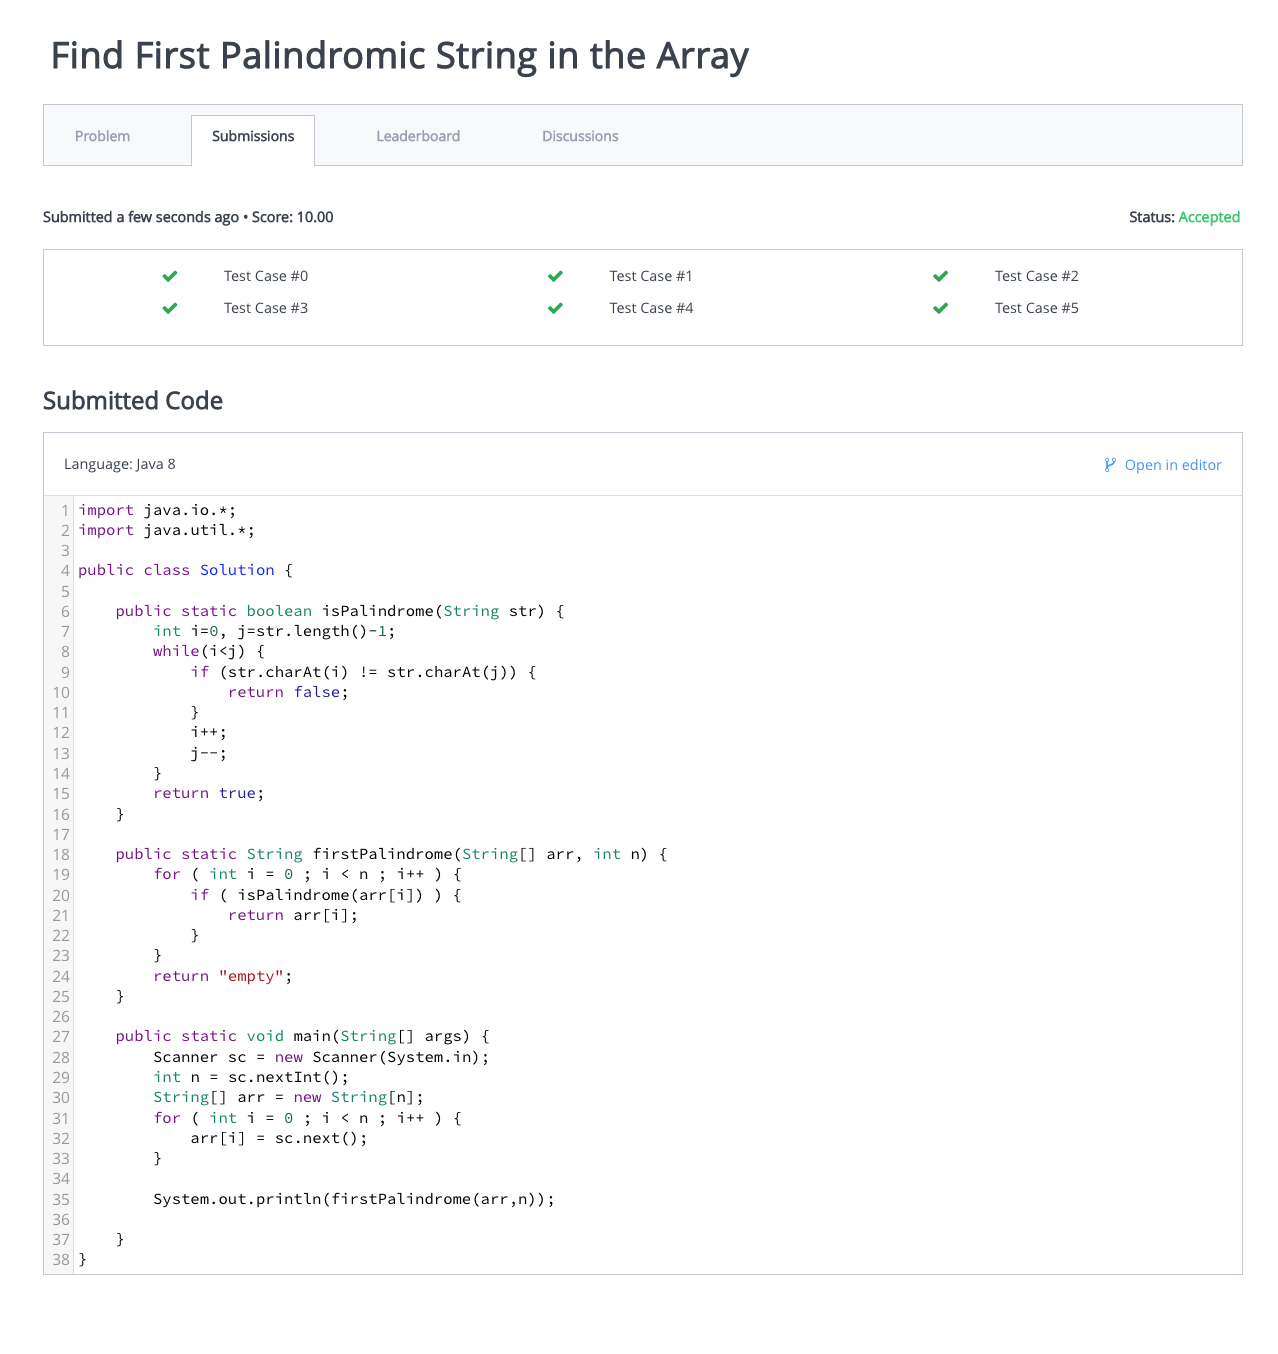 Find First Palindromic String in the Array
Problem Submissions Leaderboard Discussions
Submitted a few seconds ago • Score: 10.00 Status: Accepted
Test Case #0 Test Case #1 Test Case #2
Test Case #3 Test Case #4 Test Case #5
Submitted Code
Language: Java 8 Open in editor
1 import java.io.*;
2 import java.util.*;
3
4 public class Solution {
5
6     public static boolean isPalindrome(String str) {
7         int i=0, j=str.length()-1;
8         while(i<j) {
9             if (str.charAt(i) != str.charAt(j)) {
10                 return false;
11             }
12             i++;
13             j--;
14         }
15         return true;
16     }
17
18     public static String firstPalindrome(String[] arr, int n) {
19         for ( int i = 0 ; i < n ; i++ ) {
20             if ( isPalindrome(arr[i]) ) {
21                 return arr[i];
22             }
23         }
24         return "empty";
25     }
26
27     public static void main(String[] args) {
28         Scanner sc = new Scanner(System.in);
29         int n = sc.nextInt();
30         String[] arr = new String[n];
31         for ( int i = 0 ; i < n ; i++ ) {
32             arr[i] = sc.next();
33         }
34
35         System.out.println(firstPalindrome(arr,n));
36
37     }
38 }